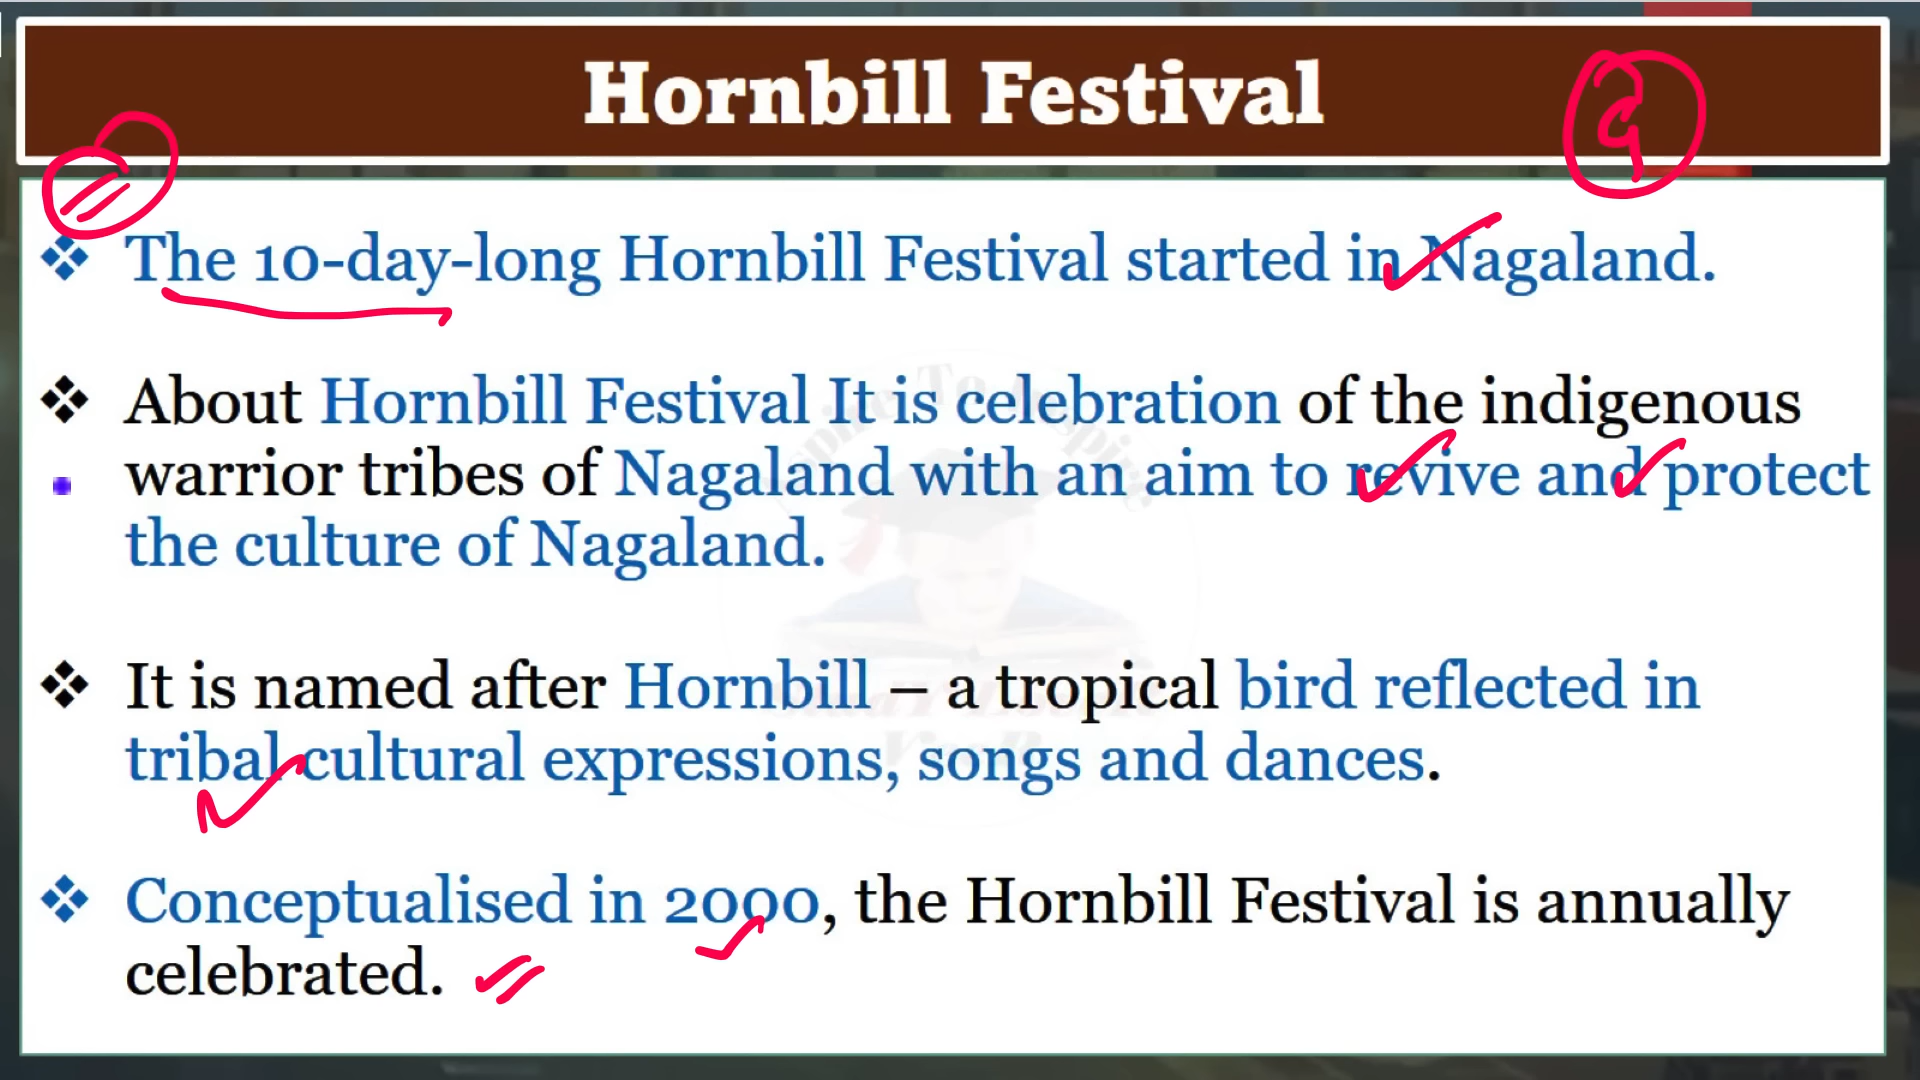 Hornbill Festival
9
❖ The 10-day-long Hornbill Festival started in Nagaland.
❖ About Hornbill Festival It is celebration of the indigenous
warrior tribes of Nagaland with an aim to revive and protect
the culture of Nagaland.
❖ It is named after Hornbill – a tropical bird reflected in
tribal cultural expressions, songs and dances.
❖ Conceptualised in 2000, the Hornbill Festival is annually
celebrated.